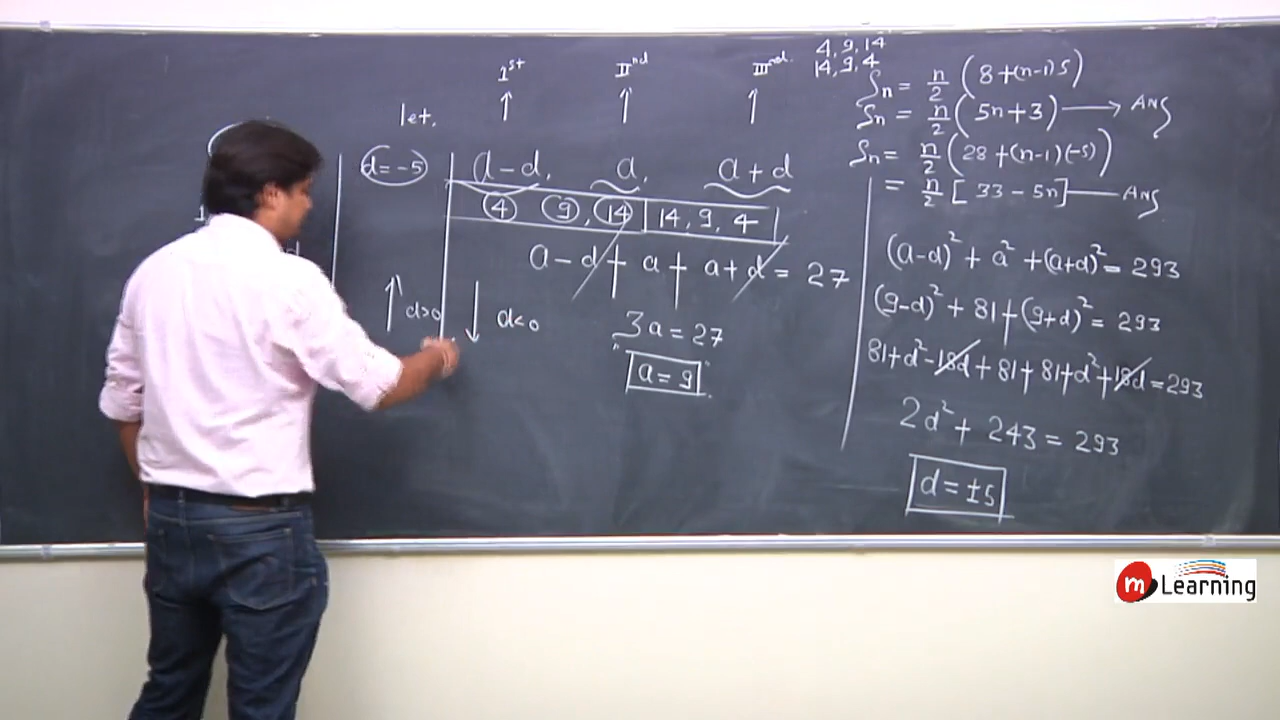 Ist IInd IIIrd
let,
d = -5
a-d, a, a+d
4 9, 14 14, 9, 4
a-d + a + a+d = 27
d>0 d<0
3a = 27
a = 9
4, 9, 14
14, 9, 4
Sn = n/2 (8+(n-1)5)
Sn = n/2 (5n+3) → Ans
Sn = n/2 (28+(n-1)(-5))
= n/2 [33-5n] — Ans
(a-d)² + a² + (a+d)² = 293
(9-d)² + 81 + (9+d)² = 293
81+d²-18d + 81 + 81+d²+18d = 293
2d² + 243 = 293
d = ±5
m Learning